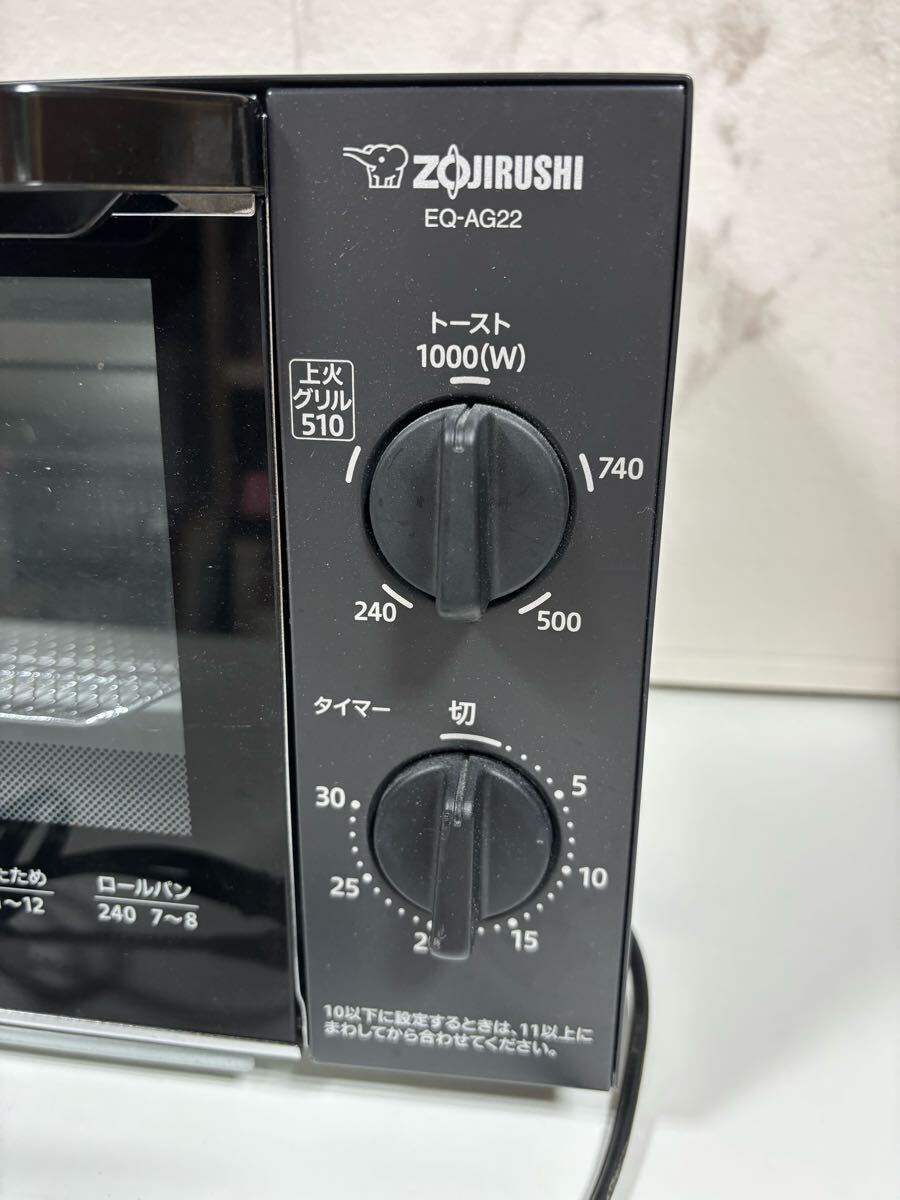 ZOJIRUSHI
EQ-AG22
トースト
1000(W)
上火
グリル
510
740
240
500
タイマー
切
5
30
10
25
15
ため
～12
ロールパン
240 7～8
10以下に設定するときは、11以上に
まわしてから合わせてください。